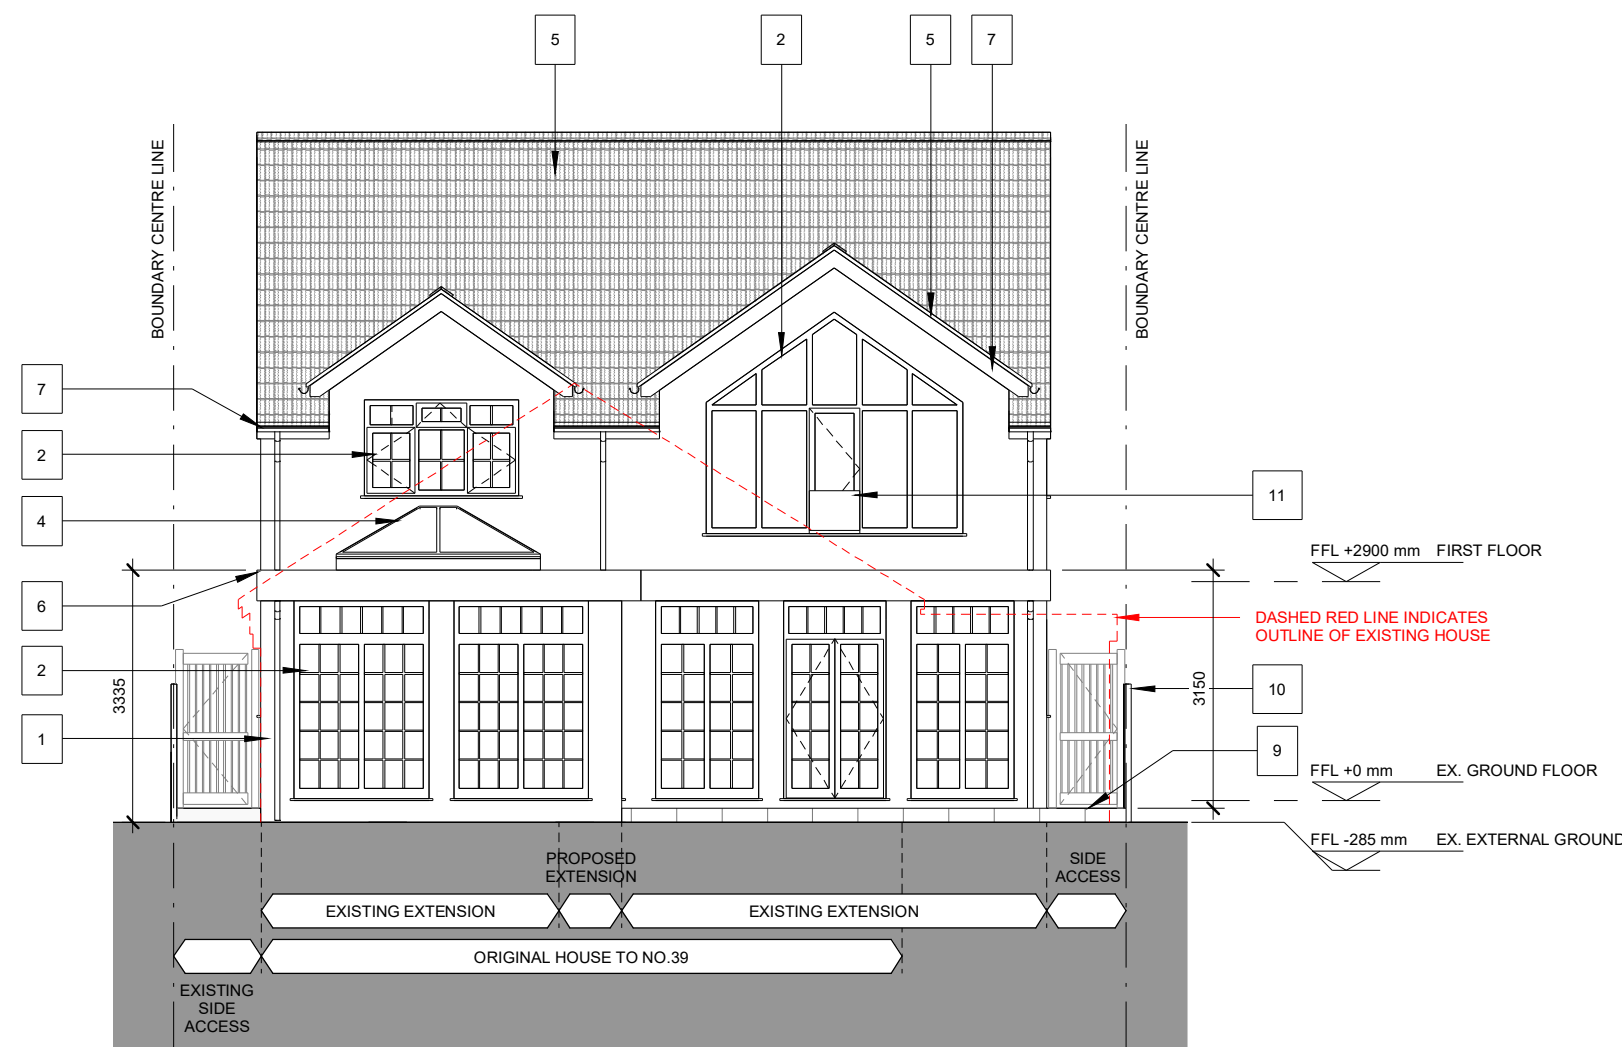 5
2
5
7
BOUNDARY CENTRE LINE
BOUNDARY CENTRE LINE
7
2
4
11
FFL +2900 mm FIRST FLOOR
6
DASHED RED LINE INDICATES
OUTLINE OF EXISTING HOUSE
2
3335
3150
10
1
9
FFL +0 mm EX. GROUND FLOOR
FFL -285 mm EX. EXTERNAL GROUND
PROPOSED
EXTENSION
SIDE
ACCESS
EXISTING EXTENSION
EXISTING EXTENSION
ORIGINAL HOUSE TO NO.39
EXISTING
SIDE
ACCESS